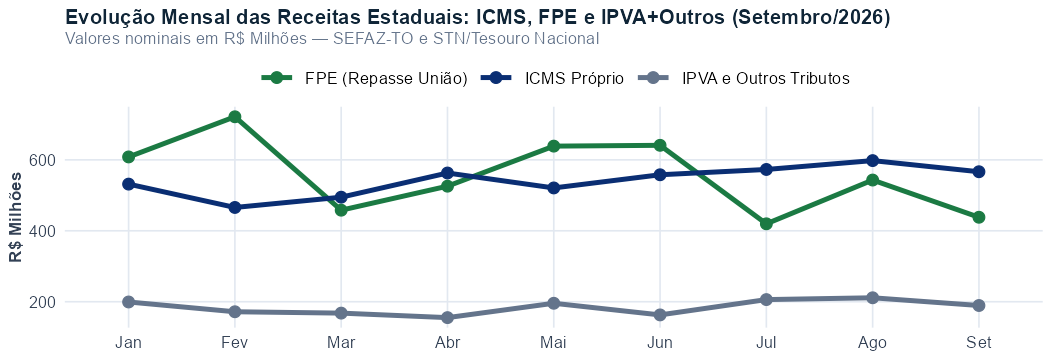 Evolução Mensal das Receitas Estaduais: ICMS, FPE e IPVA+Outros (Setembro/2026)
Valores nominais em R$ Milhões — SEFAZ-TO e STN/Tesouro Nacional
FPE (Repasse União) ICMS Próprio IPVA e Outros Tributos
R$ Milhões
600
400
200
Jan Fev Mar Abr Mai Jun Jul Ago Set